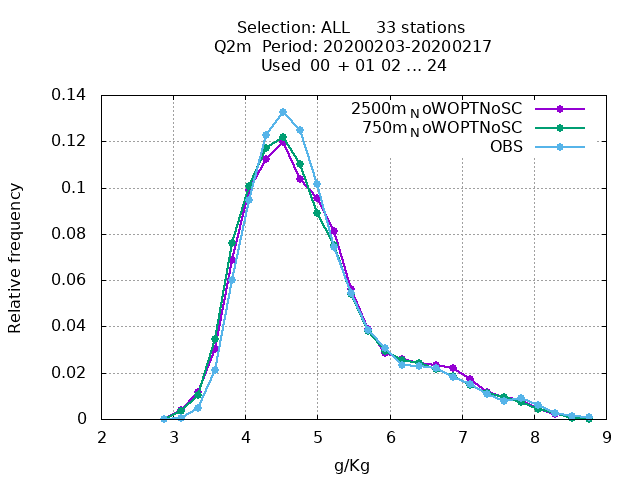 Selection: ALL 33 stations
Q2m Period: 20200203-20200217
Used 00 + 01 02 ... 24
2500m_NoWOPTNoSC
750m_NoWOPTNoSC
OBS
Relative frequency
0.14
0.12
0.1
0.08
0.06
0.04
0.02
0
2 3 4 5 6 7 8 9
g/Kg